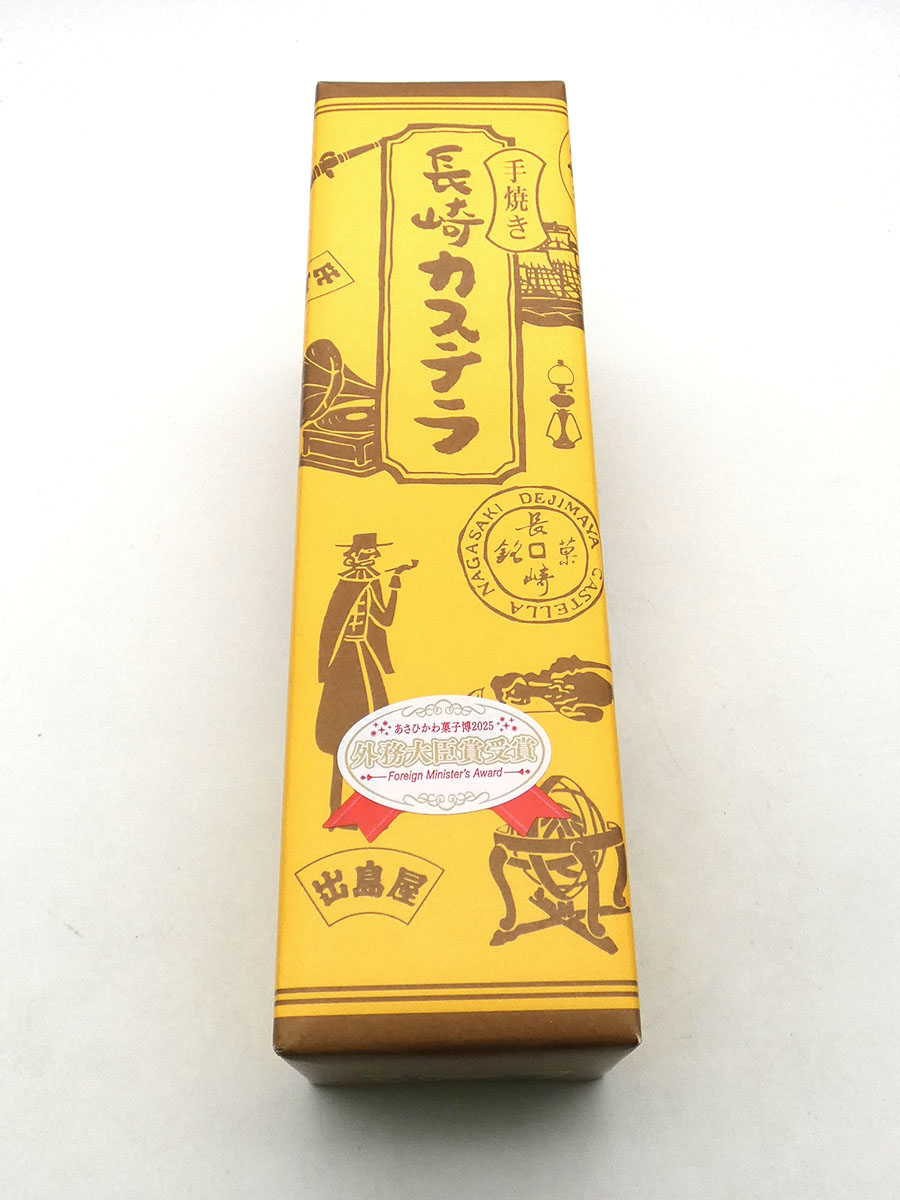 手焼き
長崎カステラ
NAGASAKI DEJIMAYA CASTELLA
長崎銘菓
あさひかわ菓子博2025
外務大臣賞受賞
Foreign Minister's Award
出島屋